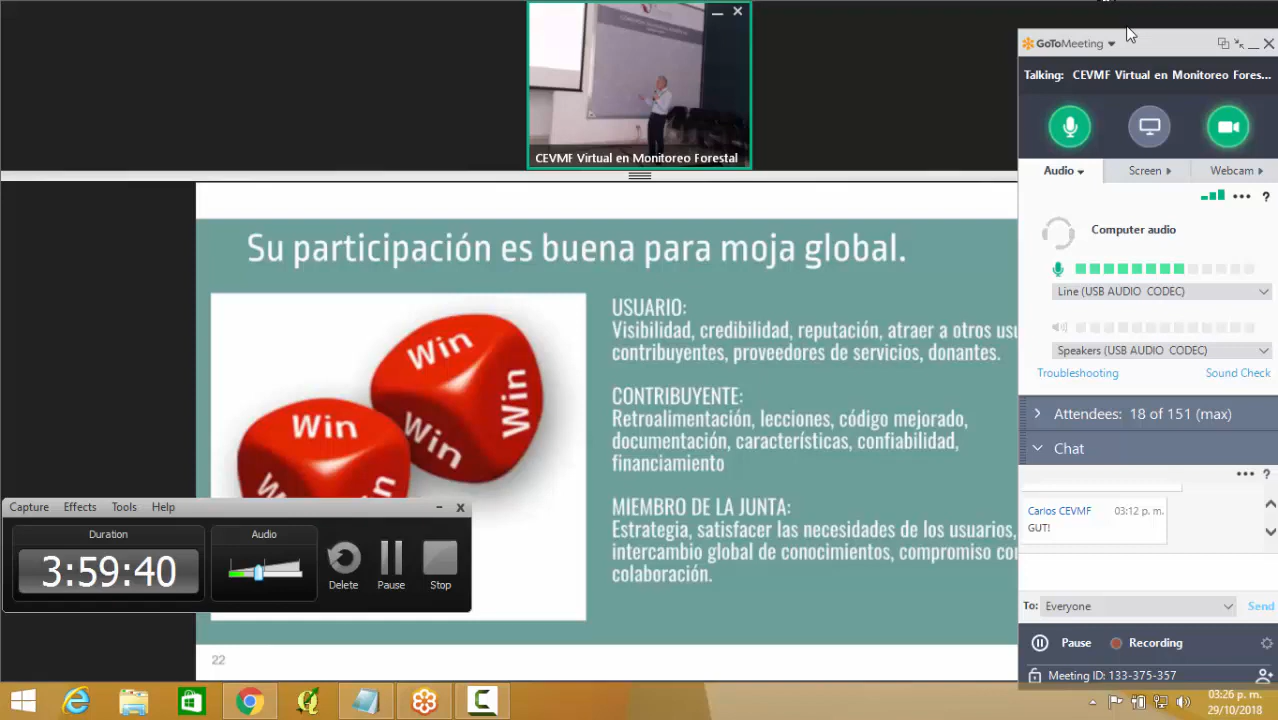 CEVMF Virtual en Monitoreo Forestal
GoToMeeting
Talking: CEVMF Virtual en Monitoreo Fores...
Audio
Screen
Webcam
Computer audio
Line (USB AUDIO CODEC)
Speakers (USB AUDIO CODEC)
Troubleshooting
Sound Check
Attendees: 18 of 151 (max)
Chat
Carlos CEVMF 03:12 p. m.
GUT!
To: Everyone
Send
Pause
Recording
Meeting ID: 133-375-357
Su participación es buena para moja global.
Win
Win
Win
Win
USUARIO:
Visibilidad, credibilidad, reputación, atraer a otros usu
contribuyentes, proveedores de servicios, donantes.
CONTRIBUYENTE:
Retroalimentación, lecciones, código mejorado,
documentación, características, confiabilidad,
financiamiento
MIEMBRO DE LA JUNTA:
Estrategia, satisfacer las necesidades de los usuarios,
intercambio global de conocimientos, compromiso co
colaboración.
22
Capture Effects Tools Help
Duration
3:59:40
Audio
Delete
Pause
Stop
03:26 p. m.
29/10/2018